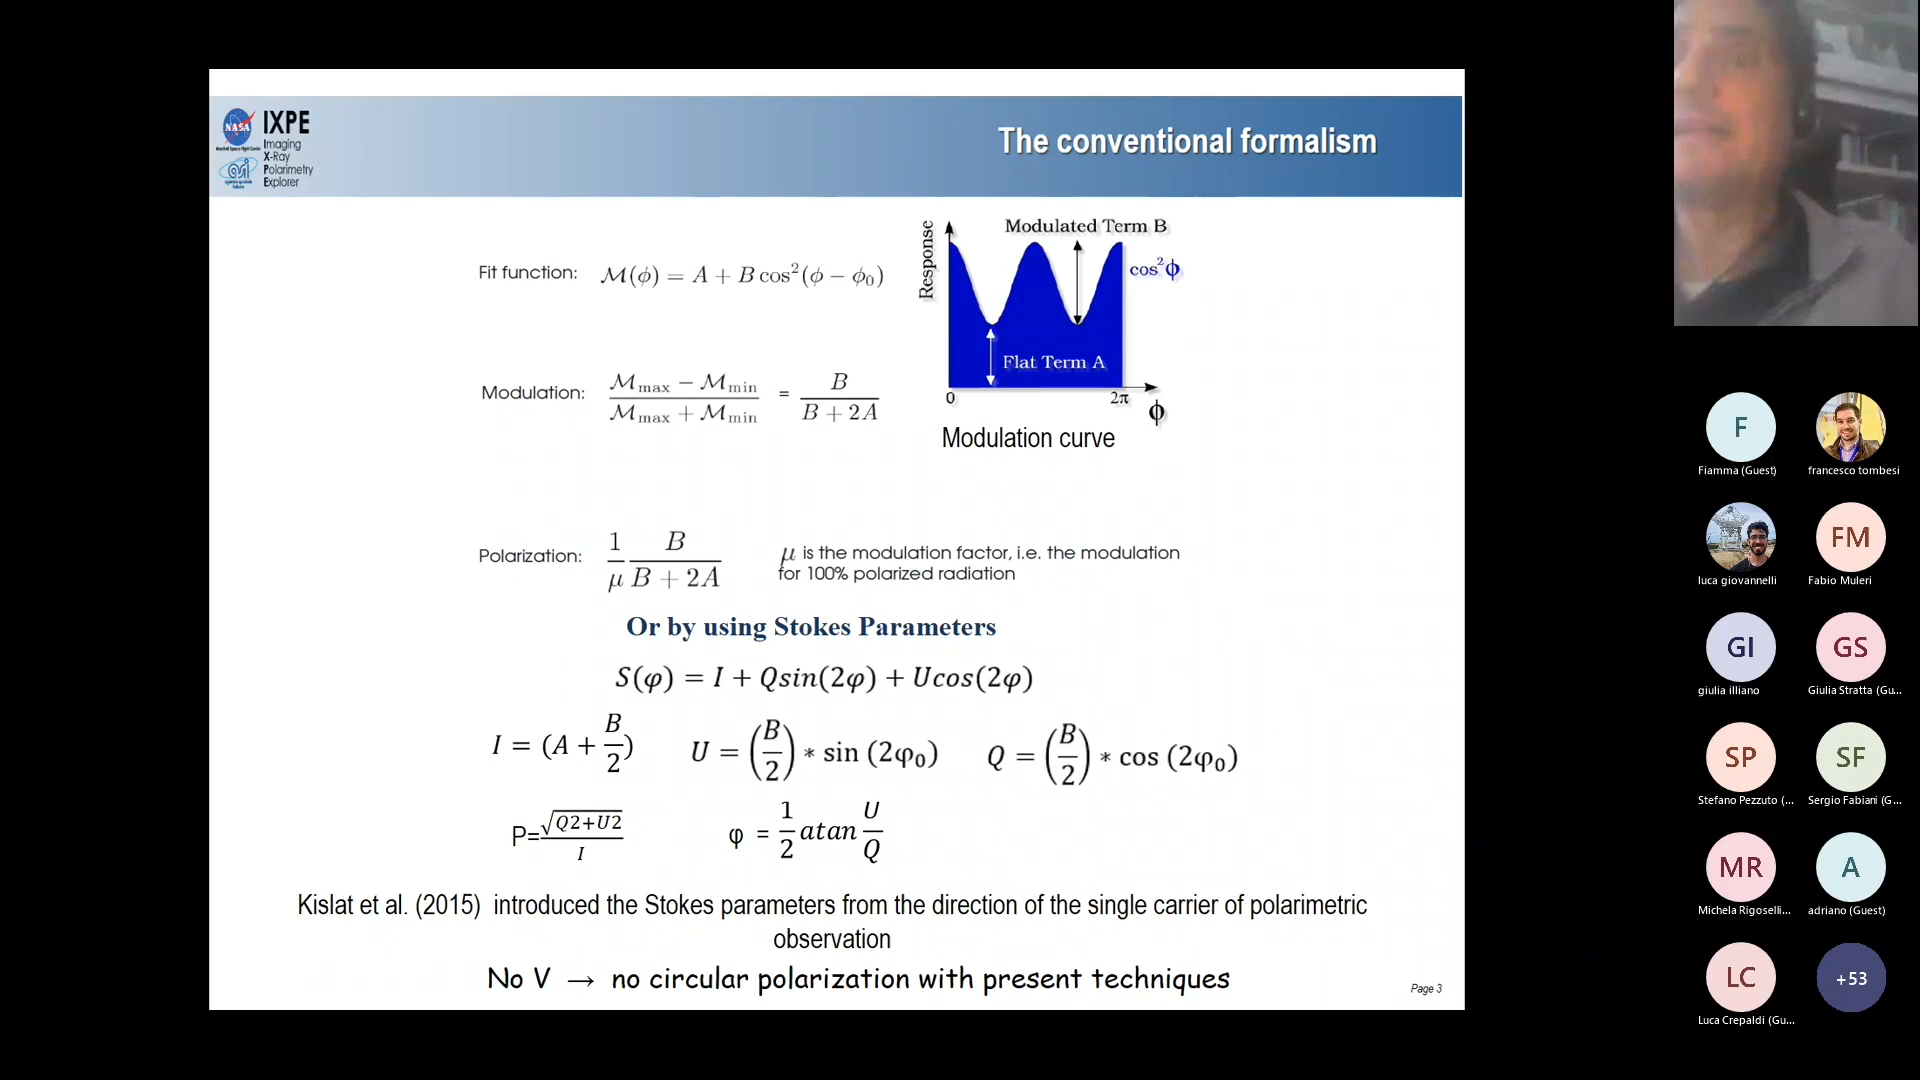 NASA
Marshall Space Flight Center
asi
IXPE
Imaging
X-Ray
Polarimetry
Explorer
The conventional formalism
Fit function: ℳ(ϕ) = A + B cos²(ϕ − ϕ₀)
Response
Modulated Term B
cos²ϕ
Flat Term A
0
2π
ϕ
Modulation curve
Modulation: (ℳmax − ℳmin)/(ℳmax + ℳmin) = B/(B + 2A)
Polarization: 1/μ B/(B + 2A)
μ is the modulation factor, i.e. the modulation
for 100% polarized radiation
Or by using Stokes Parameters
S(φ) = I + Qsin(2φ) + Ucos(2φ)
I = (A + B/2) U = (B/2) * sin (2φ₀) Q = (B/2) * cos (2φ₀)
P=√(Q2+U2)/I φ = 1/2 atan U/Q
Kislat et al. (2015) introduced the Stokes parameters from the direction of the single carrier of polarimetric
observation
No V → no circular polarization with present techniques
Page 3
F
Fiamma (Guest)
francesco tombesi
luca giovannelli
FM
Fabio Muleri
GI
giulia illiano
GS
Giulia Stratta (Gu...
SP
Stefano Pezzuto (...
SF
Sergio Fabiani (G...
MR
Michela Rigoselli...
A
adriano (Guest)
LC
Luca Crepaldi (Gu...
+53